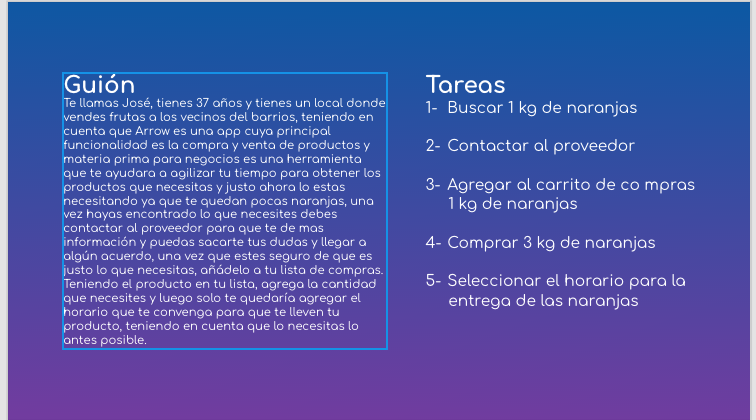 Guión
Te llamas José, tienes 37 años y tienes un local donde
vendes frutas a los vecinos del barrios, teniendo en
cuenta que Arrow es una app cuya principal
funcionalidad es la compra y venta de productos y
materia prima para negocios es una herramienta
que te ayudara a agilizar tu tiempo para obtener los
productos que necesitas y justo ahora lo estas
necesitando ya que te quedan pocas naranjas, una
vez hayas encontrado lo que necesites debes
contactar al proveedor para que te de mas
información y puedas sacarte tus dudas y llegar a
algún acuerdo, una vez que estes seguro de que es
justo lo que necesitas, añádelo a tu lista de compras.
Teniendo el producto en tu lista, agrega la cantidad
que necesites y luego solo te quedaría agregar el
horario que te convenga para que te lleven tu
producto, teniendo en cuenta que lo necesitas lo
antes posible.
Tareas
1- Buscar 1 kg de naranjas
2- Contactar al proveedor
3- Agregar al carrito de co mpras
1 kg de naranjas
4- Comprar 3 kg de naranjas
5- Seleccionar el horario para la
entrega de las naranjas